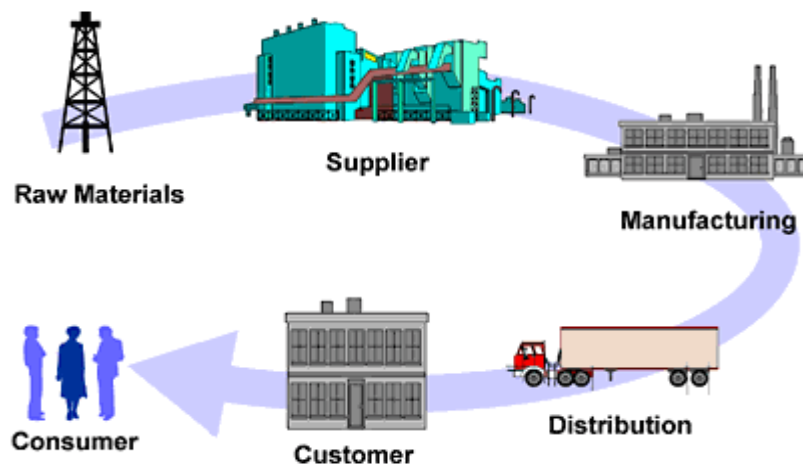 Raw Materials
Supplier
Manufacturing
Distribution
Customer
Consumer